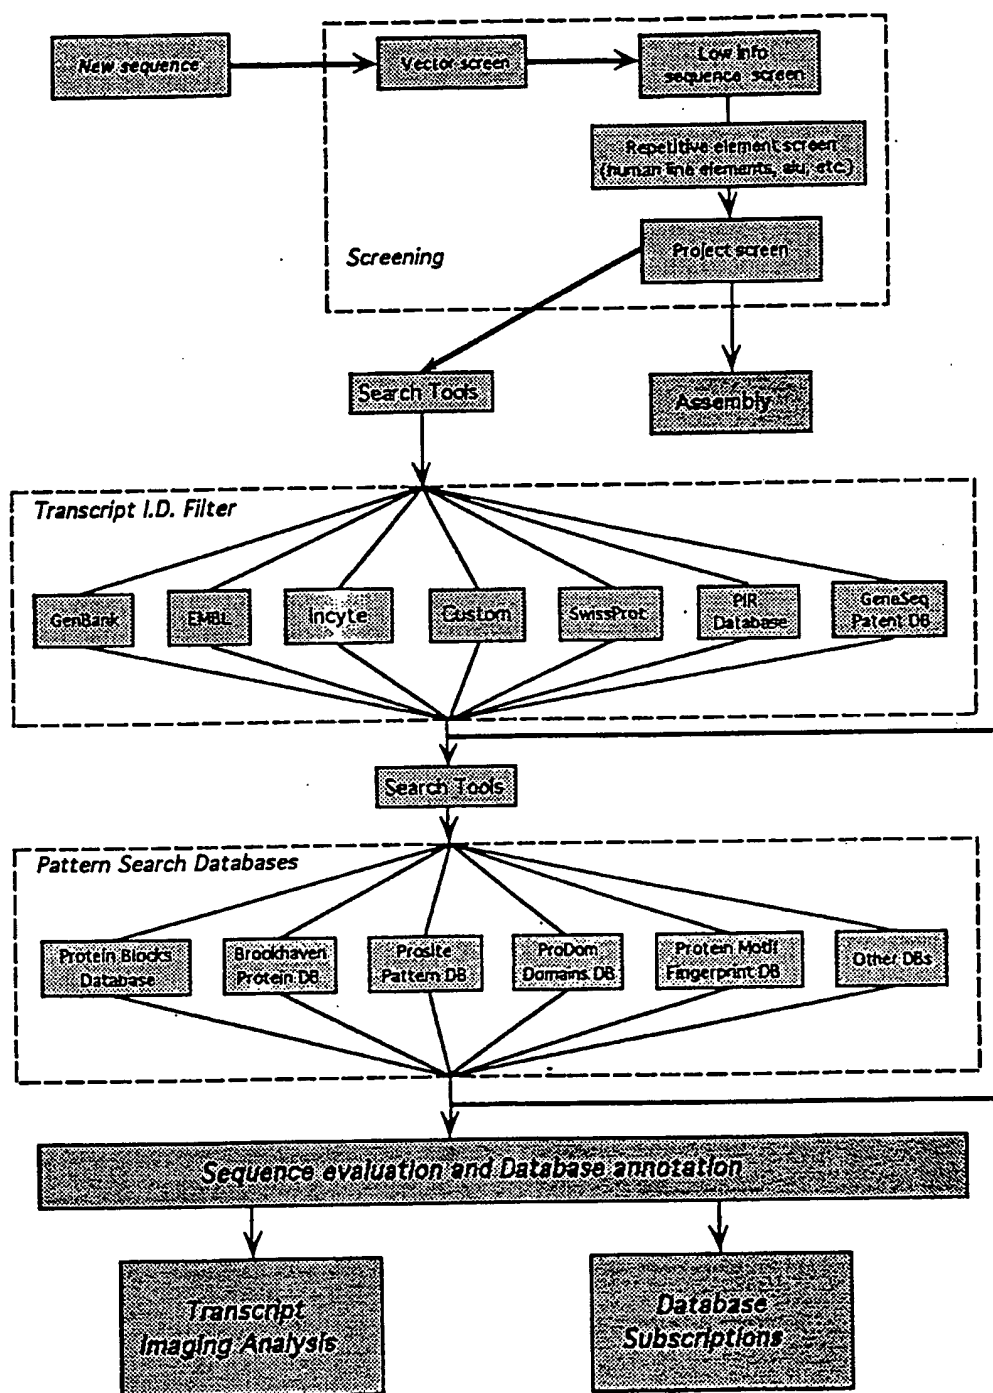 New sequence
Vector screen
Low info
sequence screen
Repetitive element screen
(human line elements, alu, etc.)
Project screen
Screening
Search Tools
Assembly
Transcript I.D. Filter
GenBank
EMBL
Incyte
Custom
SwissProt
PIR
Database
GeneSeq
Patent DB
Search Tools
Pattern Search Databases
Protein Blocks
Database
Brookhaven
Protein DB
Prosite
Pattern DB
ProDom
Domains DB
Protein Motif
Fingerprint DB
Other DBs
Sequence evaluation and Database annotation
Transcript
Imaging Analysis
Database
Subscriptions